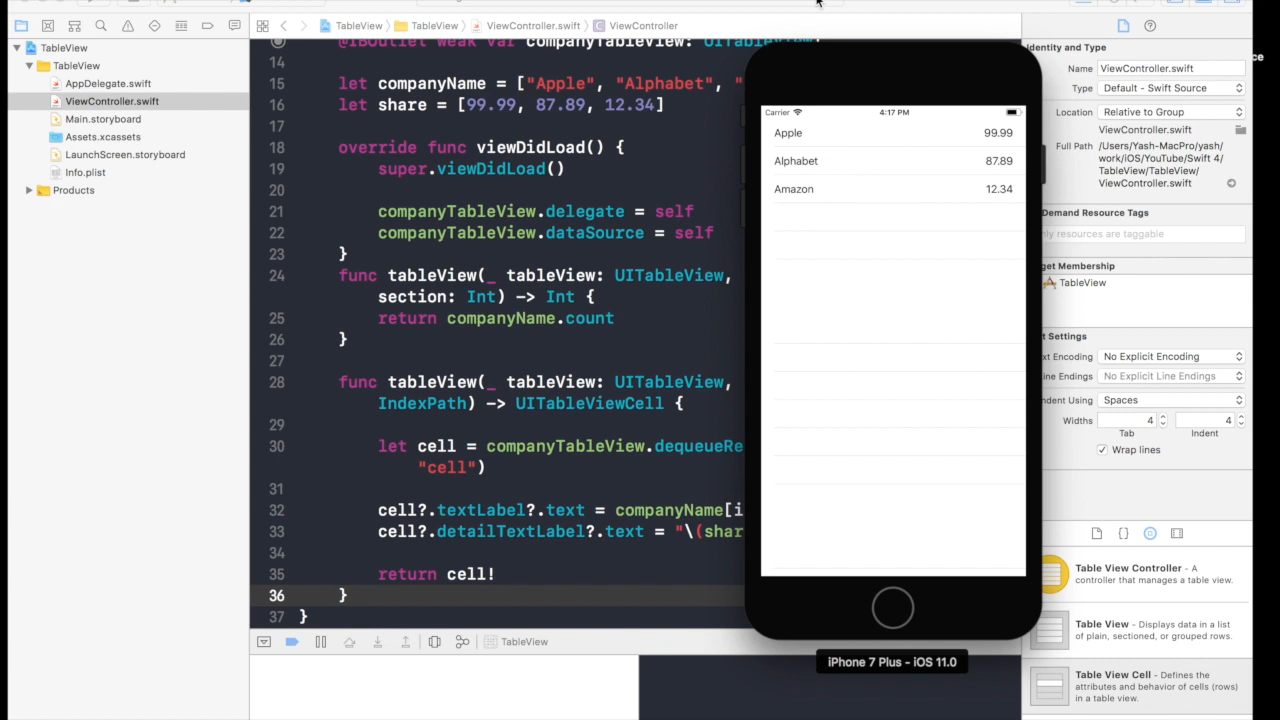 TableView
TableView
ViewController.swift
ViewController
TableView
TableView
AppDelegate.swift
ViewController.swift
Main.storyboard
Assets.xcassets
LaunchScreen.storyboard
Info.plist
Products
@IBOutlet weak var companyTableView: UITableView!
14
15 let companyName = ["Apple", "Alphabet", "
16 let share = [99.99, 87.89, 12.34]
17
18 override func viewDidLoad() {
19 super.viewDidLoad()
20
21 companyTableView.delegate = self
22 companyTableView.dataSource = self
23 }
24 func tableView(_ tableView: UITableView,
section: Int) -> Int {
25 return companyName.count
26 }
27
28 func tableView(_ tableView: UITableView,
IndexPath) -> UITableViewCell {
29
30 let cell = companyTableView.dequeueRe
"cell")
31
32 cell?.textLabel?.text = companyName[i
33 cell?.detailTextLabel?.text = "\(shar
34
35 return cell!
36 }
37 }
TableView
Carrier 4:17 PM
Apple 99.99
Alphabet 87.89
Amazon 12.34
iPhone 7 Plus - iOS 11.0
Identity and Type
ce
Name ViewController.swift
Type Default - Swift Source
Location Relative to Group
ViewController.swift
Full Path /Users/Yash-MacPro/yash/
work/iOS/YouTube/Swift 4/
TableView/TableView/
ViewController.swift
Demand Resource Tags
nly resources are taggable
get Membership
TableView
t Settings
xt Encoding No Explicit Encoding
ine Endings No Explicit Line Endings
ndent Using Spaces
Widths 4 4
Tab Indent
Wrap lines
Table View Controller - A
controller that manages a table view.
Table View - Displays data in a list
of plain, sectioned, or grouped rows.
Table View Cell - Defines the
attributes and behavior of cells (rows)
in a table view.